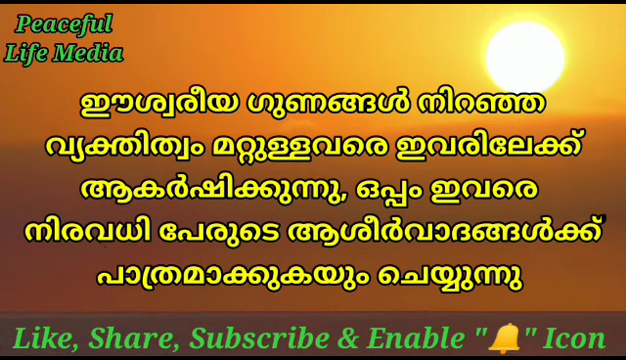 Peaceful
Life Media
ഈശ്വരീയ ഗുണങ്ങൾ നിറഞ്ഞ
വ്യക്തിത്വം മറ്റുള്ളവരെ ഇവരിലേക്ക്
ആകർഷിക്കുന്നു, ഒപ്പം ഇവരെ
നിരവധി പേരുടെ ആശീർവാദങ്ങൾക്ക്
പാത്രമാക്കുകയും ചെയ്യുന്നു
Like, Share, Subscribe & Enable "🔔" Icon